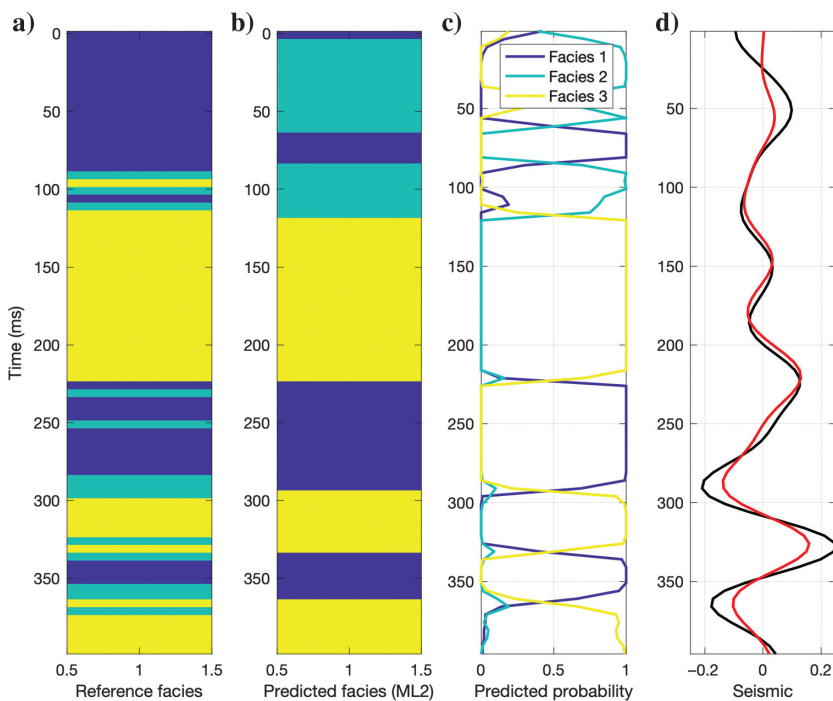 a)
b)
c)
d)
Time (ms)
0
50
100
150
200
250
300
350
0.5 1 1.5
Reference facies
0
50
100
150
200
250
300
350
0.5 1 1.5
Predicted facies (ML2)
Facies 1
Facies 2
Facies 3
0
50
100
150
200
250
300
350
0 1
Predicted probability
0
50
100
150
200
250
300
350
−0.2 0 0.2
Seismic